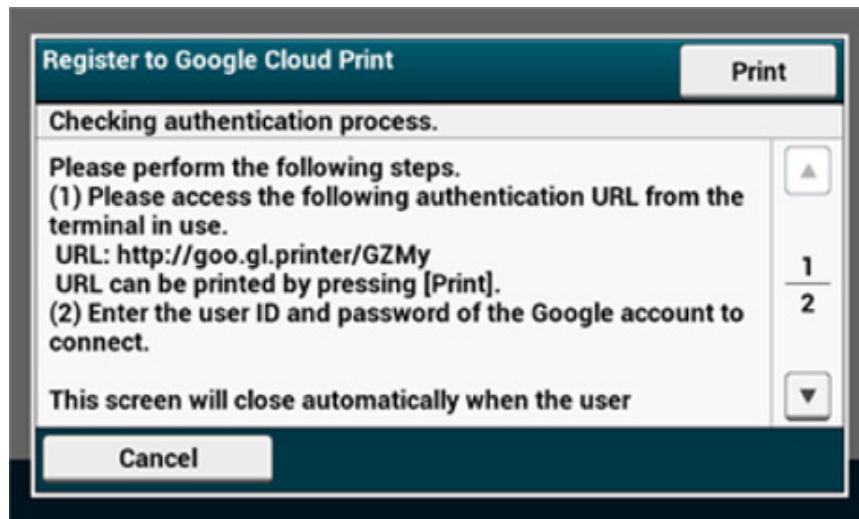 Register to Google Cloud Print
Print
Checking authentication process.
Please perform the following steps.
(1) Please access the following authentication URL from the
terminal in use.
URL: http://goo.gl.printer/GZMy
URL can be printed by pressing [Print].
(2) Enter the user ID and password of the Google account to
connect.
This screen will close automatically when the user
1
2
Cancel